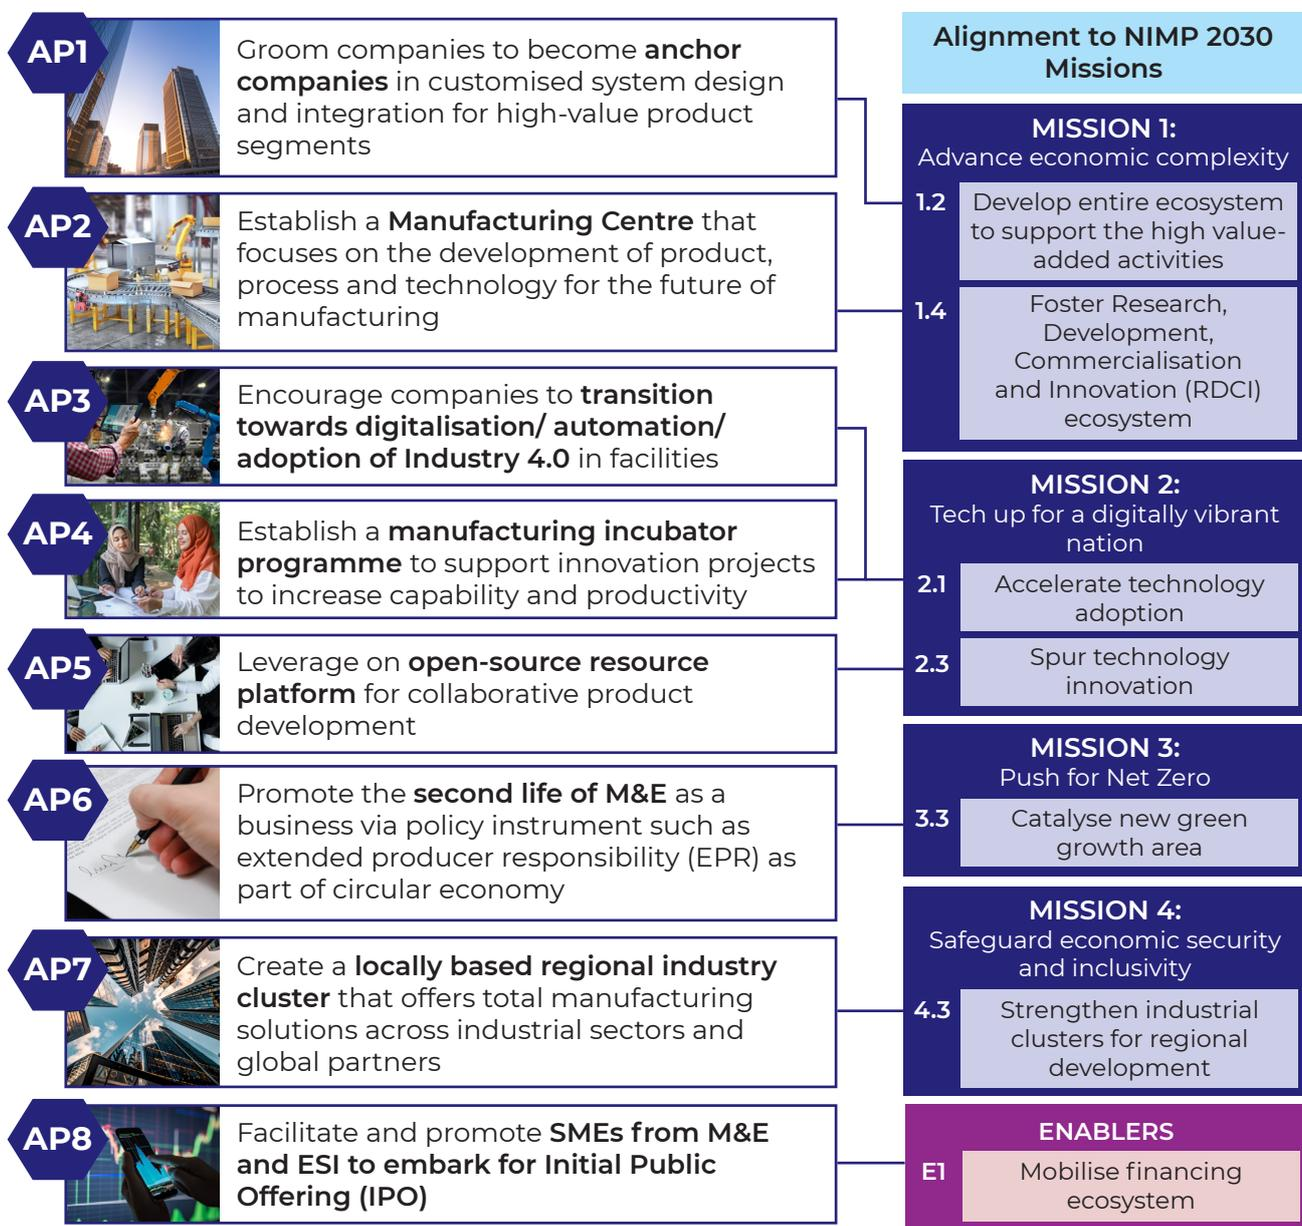 AP1
Groom companies to become anchor
companies in customised system design
and integration for high-value product
segments
AP2
Establish a Manufacturing Centre that
focuses on the development of product,
process and technology for the future of
manufacturing
AP3
Encourage companies to transition
towards digitalisation/ automation/
adoption of Industry 4.0 in facilities
AP4
Establish a manufacturing incubator
programme to support innovation projects
to increase capability and productivity
AP5
Leverage on open-source resource
platform for collaborative product
development
AP6
Promote the second life of M&E as a
business via policy instrument such as
extended producer responsibility (EPR) as
part of circular economy
AP7
Create a locally based regional industry
cluster that offers total manufacturing
solutions across industrial sectors and
global partners
AP8
Facilitate and promote SMEs from M&E
and ESI to embark for Initial Public
Offering (IPO)
Alignment to NIMP 2030
Missions
MISSION 1:
Advance economic complexity
1.2
Develop entire ecosystem
to support the high value-
added activities
1.4
Foster Research,
Development,
Commercialisation
and Innovation (RDCI)
ecosystem
MISSION 2:
Tech up for a digitally vibrant
nation
2.1
Accelerate technology
adoption
2.3
Spur technology
innovation
MISSION 3:
Push for Net Zero
3.3
Catalyse new green
growth area
MISSION 4:
Safeguard economic security
and inclusivity
4.3
Strengthen industrial
clusters for regional
development
ENABLERS
E1
Mobilise financing
ecosystem